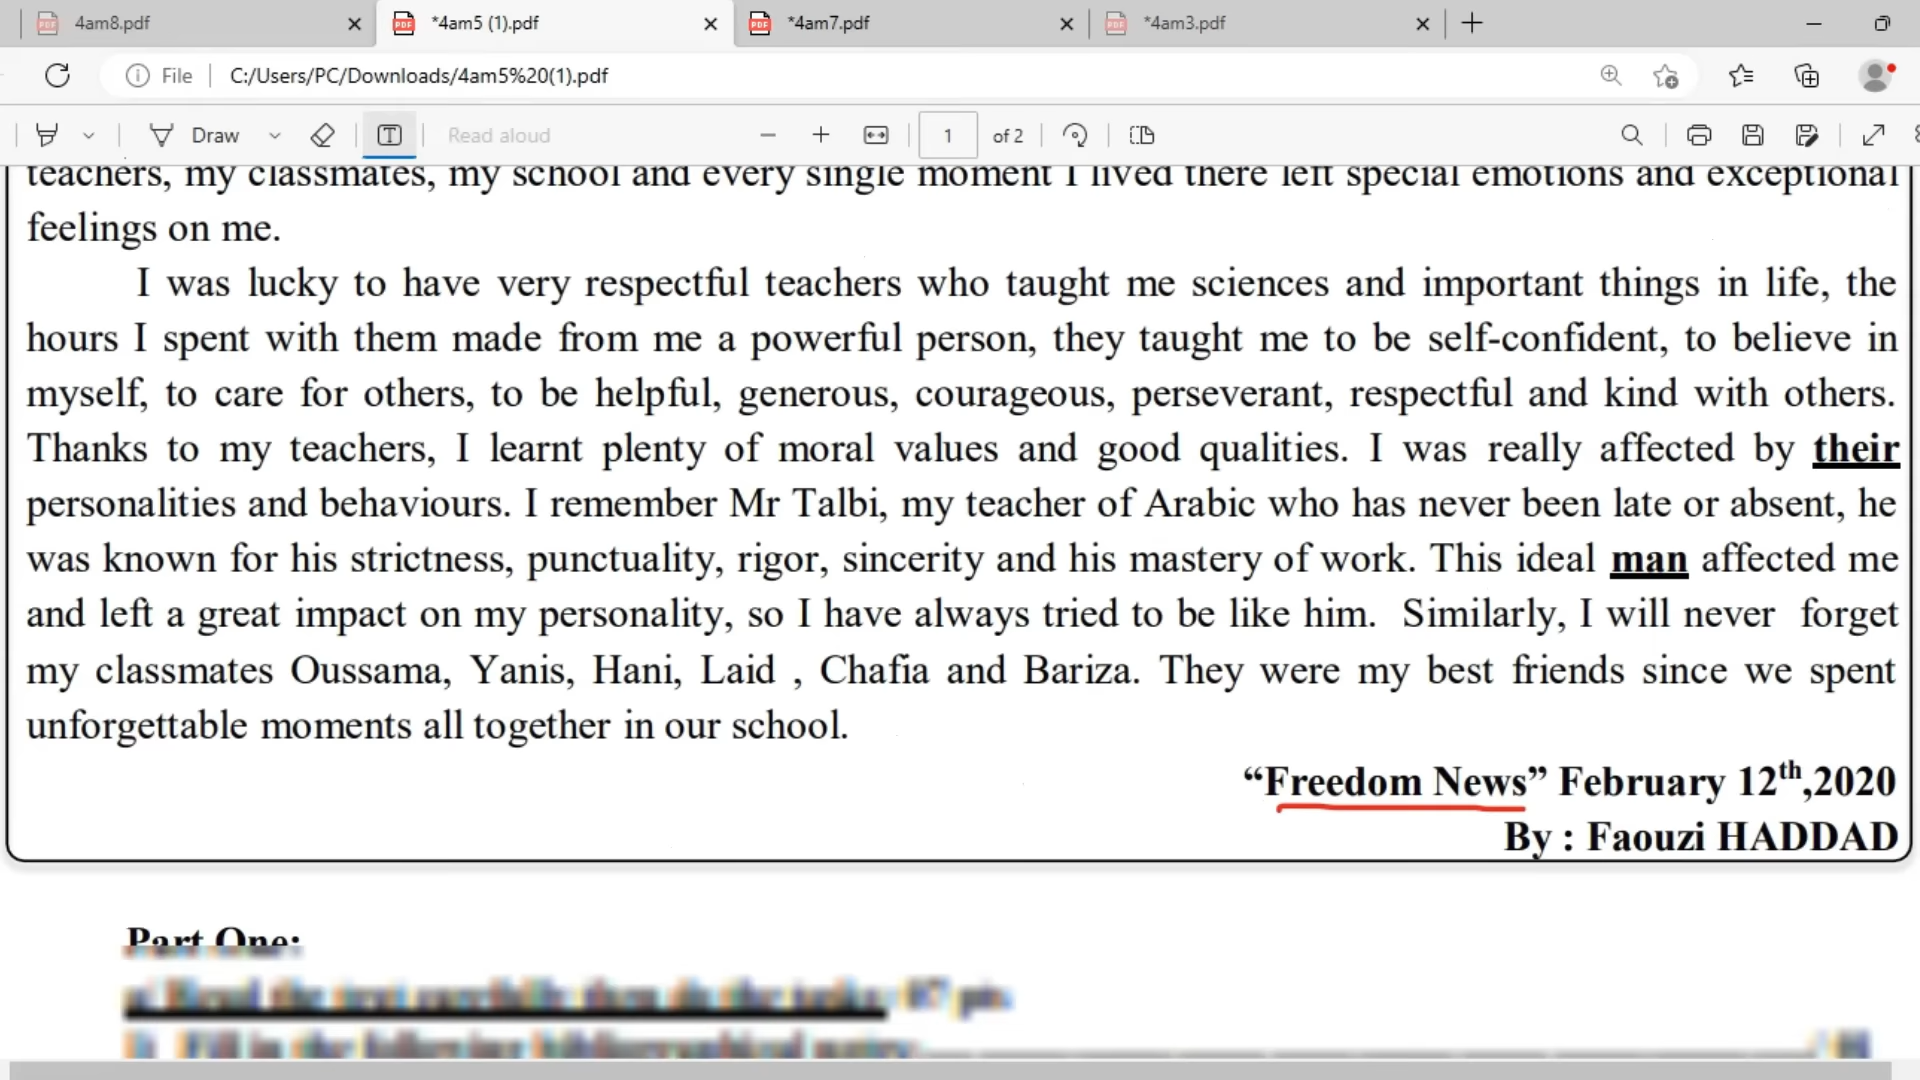 4am8.pdf
*4am5 (1).pdf
*4am7.pdf
*4am3.pdf
File
C:/Users/PC/Downloads/4am5%20(1).pdf
Draw
Read aloud
1 of 2
teachers, my classmates, my school and every single moment I lived there left special emotions and exceptional
feelings on me.
I was lucky to have very respectful teachers who taught me sciences and important things in life, the
hours I spent with them made from me a powerful person, they taught me to be self-confident, to believe in
myself, to care for others, to be helpful, generous, courageous, perseverant, respectful and kind with others.
Thanks to my teachers, I learnt plenty of moral values and good qualities. I was really affected by their
personalities and behaviours. I remember Mr Talbi, my teacher of Arabic who has never been late or absent, he
was known for his strictness, punctuality, rigor, sincerity and his mastery of work. This ideal man affected me
and left a great impact on my personality, so I have always tried to be like him. Similarly, I will never forget
my classmates Oussama, Yanis, Hani, Laid , Chafia and Bariza. They were my best friends since we spent
unforgettable moments all together in our school.
“Freedom News” February 12th,2020
By : Faouzi HADDAD
Part One:
a/ Read the text carefully then do the tasks. 07 pts